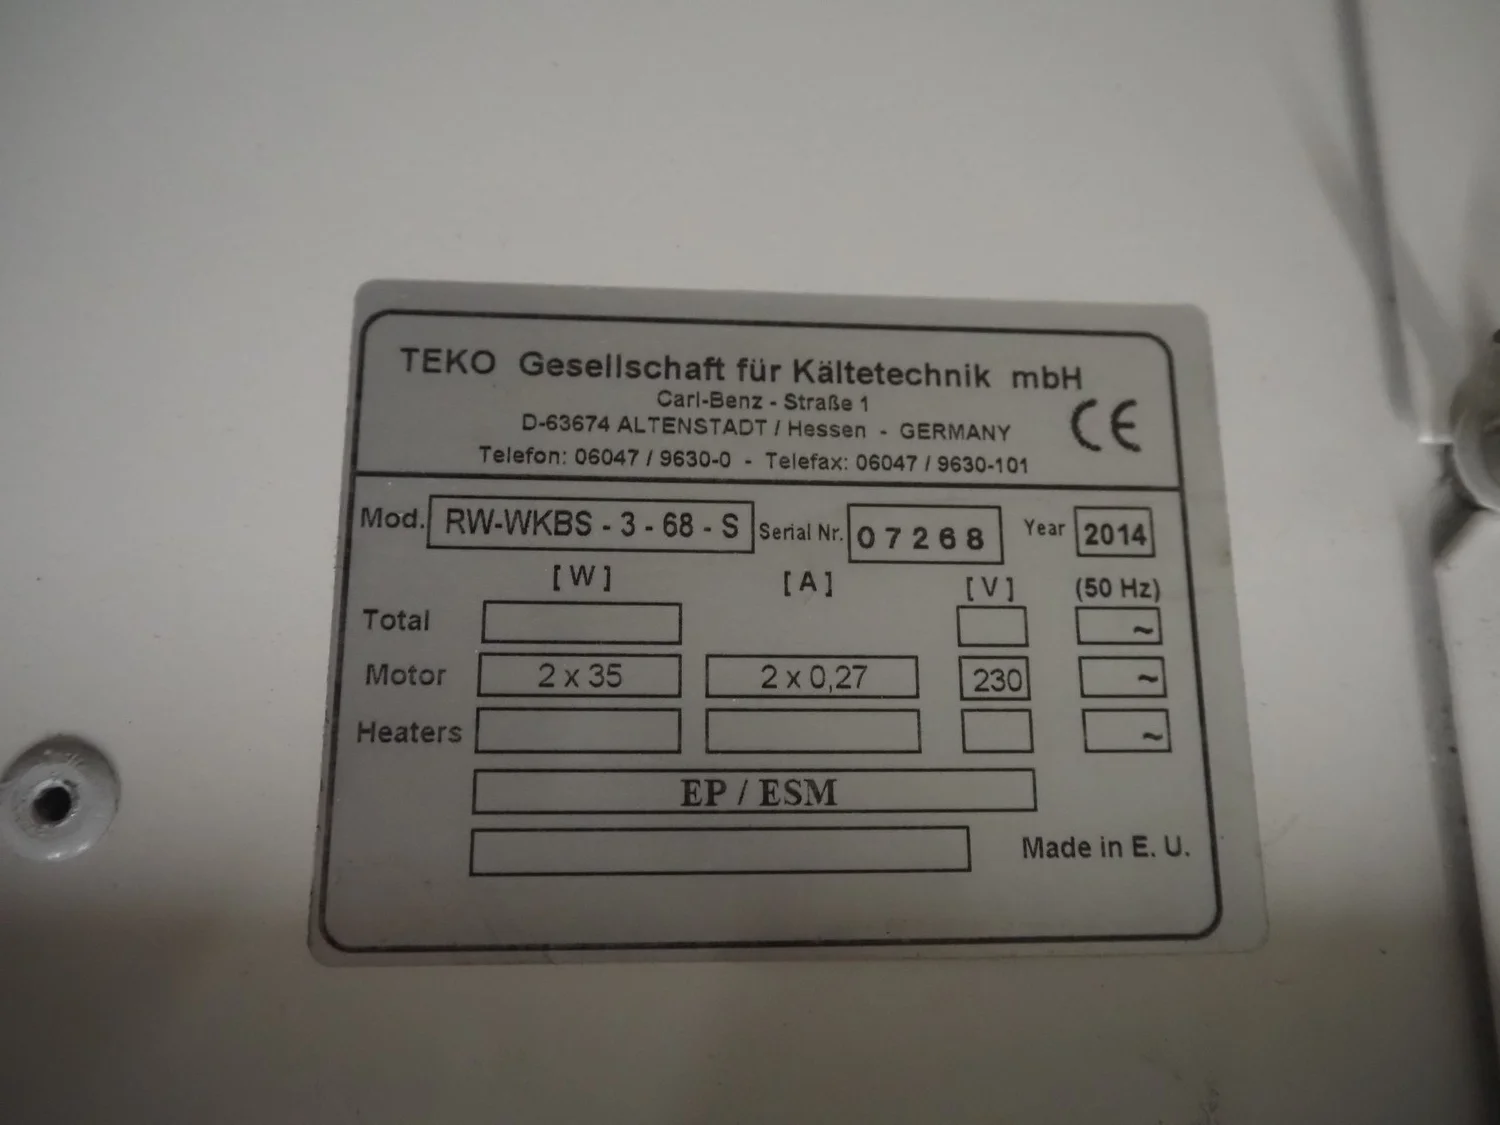 TEKO Gesellschaft für Kältetechnik mbH
Carl-Benz - Straße 1
D-63674 ALTENSTADT / Hessen - GERMANY
CE
Telefon: 06047 / 9630-0 - Telefax: 06047 / 9630-101
Mod. RW-WKBS - 3 - 68 - S Serial Nr. 07268 Year 2014
[ W ] [ A ] [ V ] (50 Hz)
Total ~
Motor 2 x 35 2 x 0,27 230 ~
Heaters ~
EP / ESM
Made in E. U.